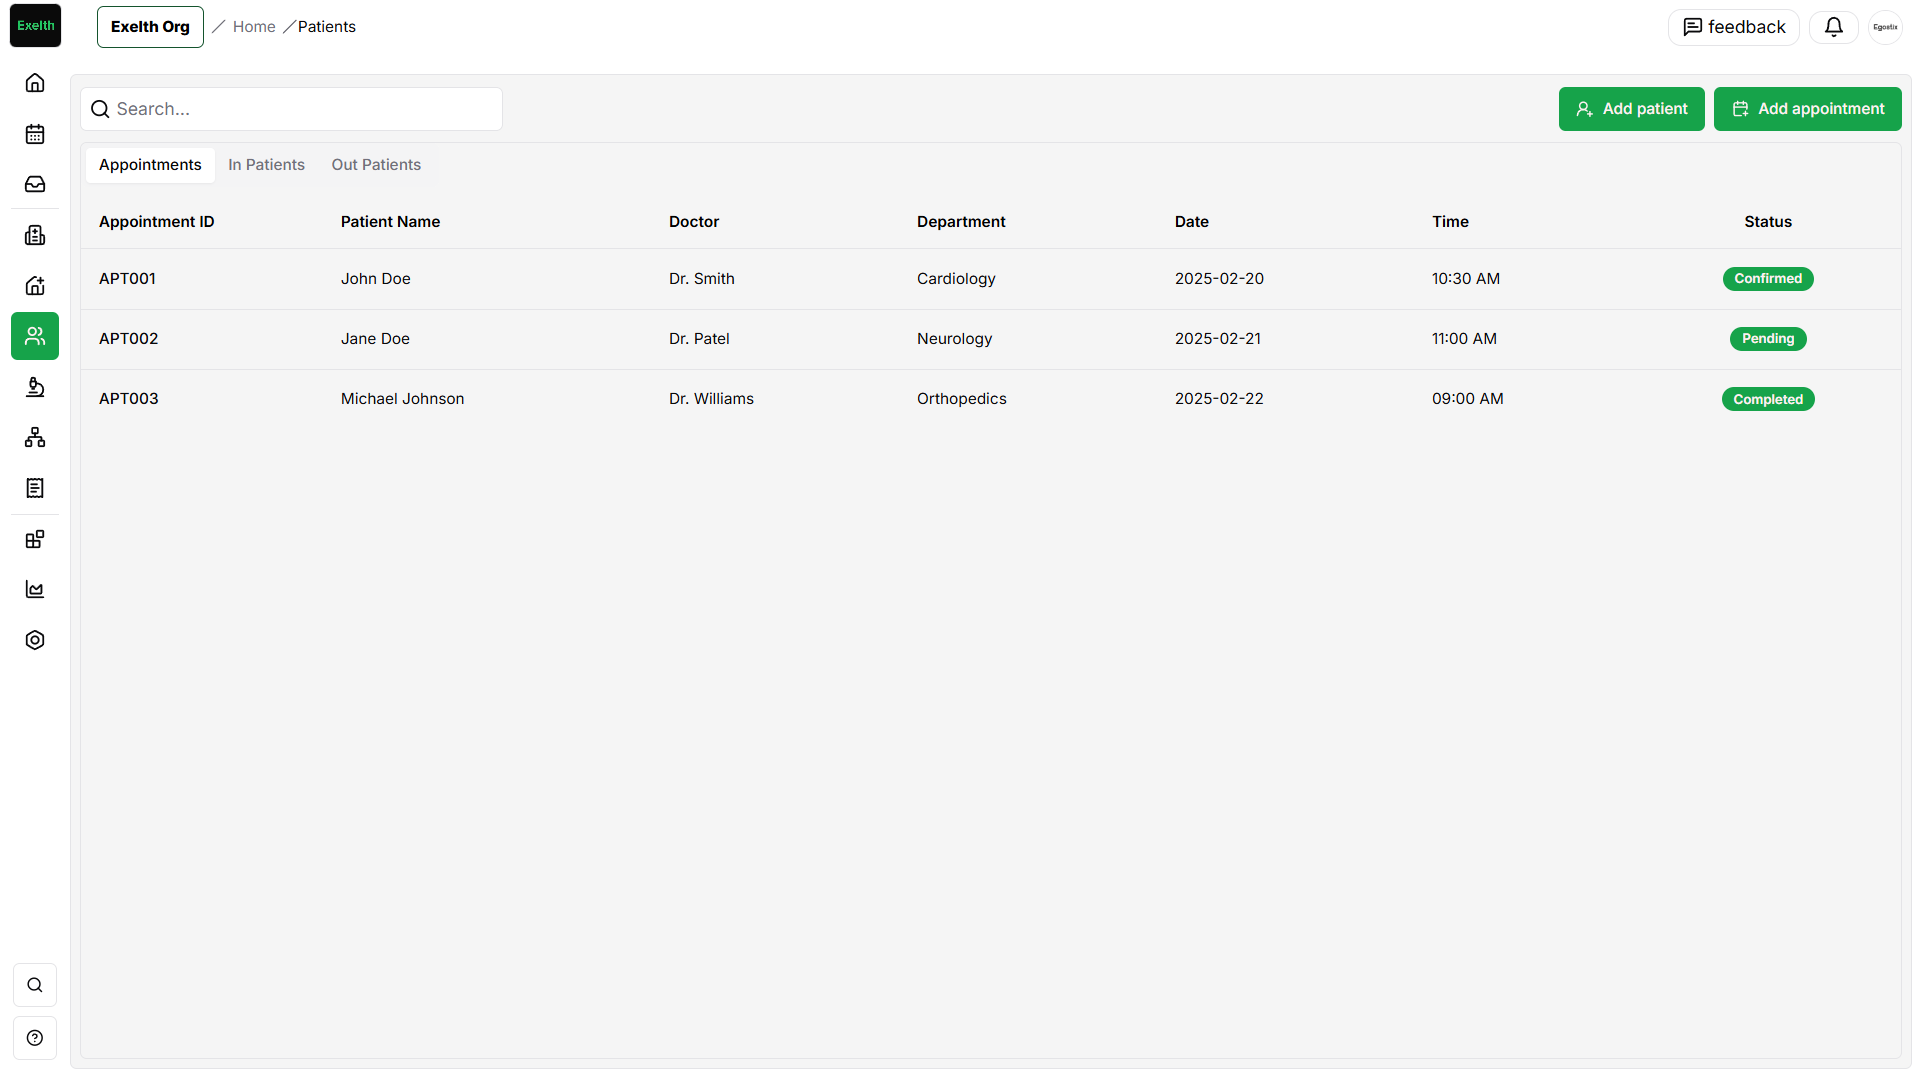 Exelth
Exelth Org / Home / Patients
feedback
Egostix
Search...
Add patient
Add appointment
Appointments In Patients Out Patients
Appointment ID Patient Name Doctor Department Date Time Status
APT001 John Doe Dr. Smith Cardiology 2025-02-20 10:30 AM Confirmed
APT002 Jane Doe Dr. Patel Neurology 2025-02-21 11:00 AM Pending
APT003 Michael Johnson Dr. Williams Orthopedics 2025-02-22 09:00 AM Completed